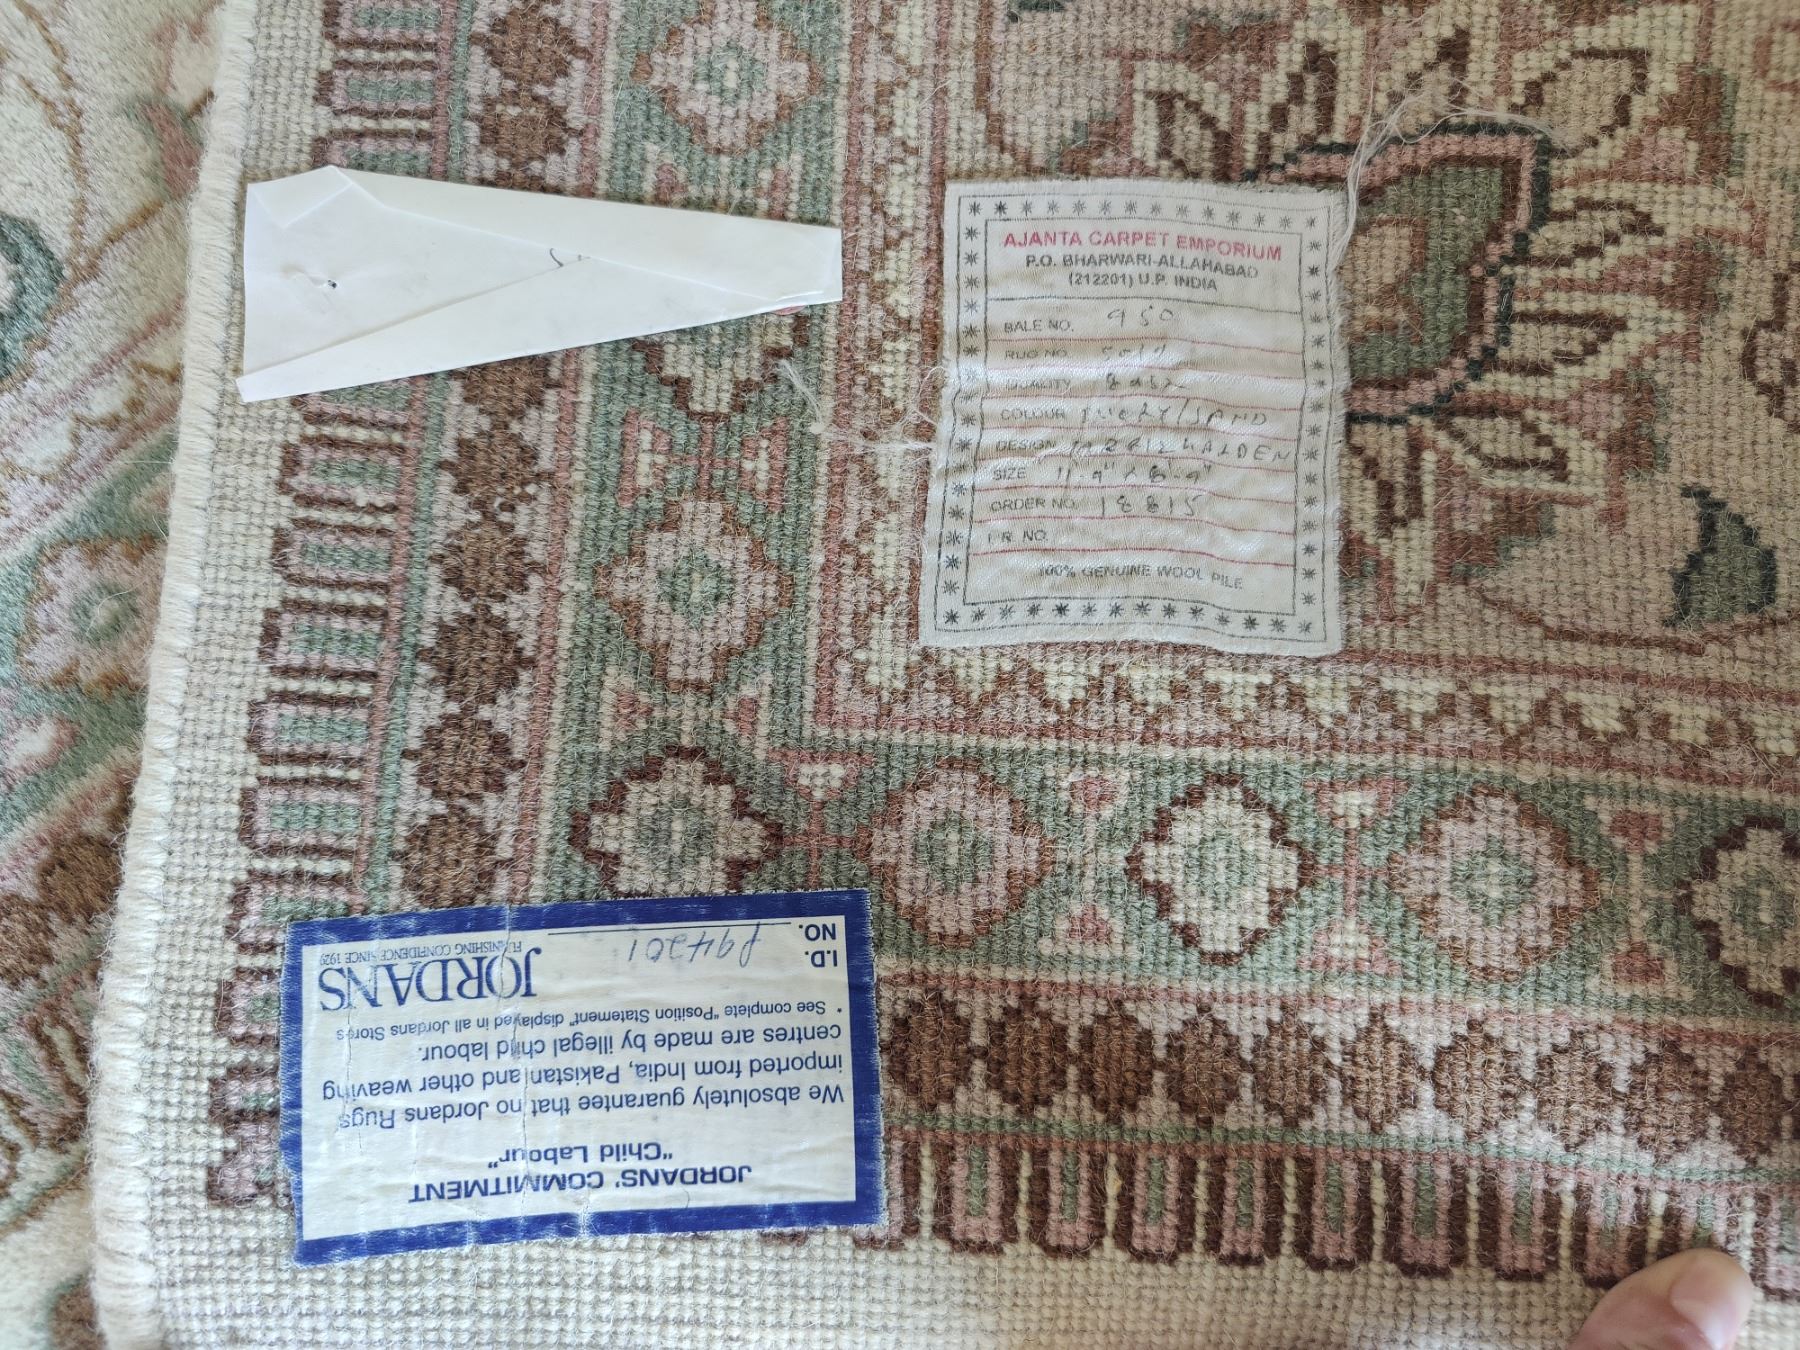 AJANTA CARPET EMPORIUM
P.O. BHARWARI-ALLAHABAD
(212201) U.P. INDIA
BALE NO. 950
RUG NO.
QUALITY
COLOUR IVORY/SAND
DESIGN
SIZE
ORDER NO. 18815
I.R. NO.
100% GENUINE WOOL PILE
JORDANS' COMMITMENT
"Child Labour"
We absolutely guarantee that no Jordans Rugs
imported from India, Pakistan and other weaving
centres are made by illegal child labour.
* See complete "Position Statement" displayed in all Jordans Stores
I.D. NO. P94201
JORDANS
FURNISHING CONFIDENCE SINCE 1929